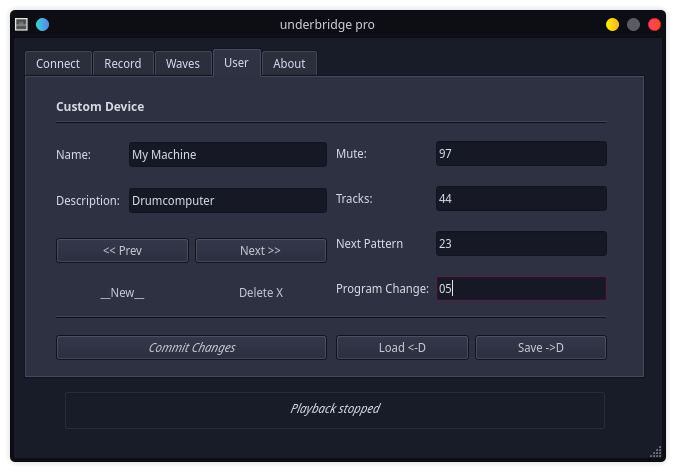 underbridge pro
Connect Record Waves User About
Custom Device
Name: My Machine
Mute: 97
Description: Drumcomputer
Tracks: 44
<< Prev Next >>
Next Pattern 23
__New__ Delete X
Program Change: 05
Commit Changes Load <-D Save ->D
Playback stopped